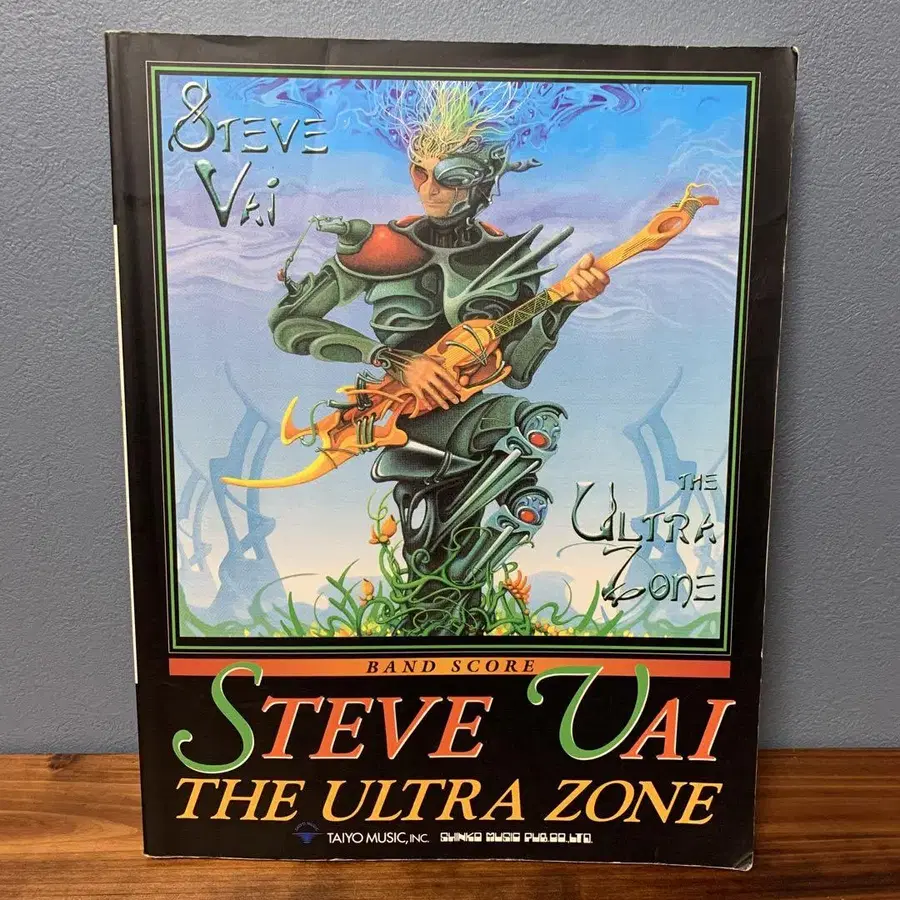 STEVE
VAI
THE
ULTRA
ZONE
BAND SCORE
STEVE VAI
THE ULTRA ZONE
TAIYO MUSIC, INC. SHINKO MUSIC PUB.CO.,LTD.